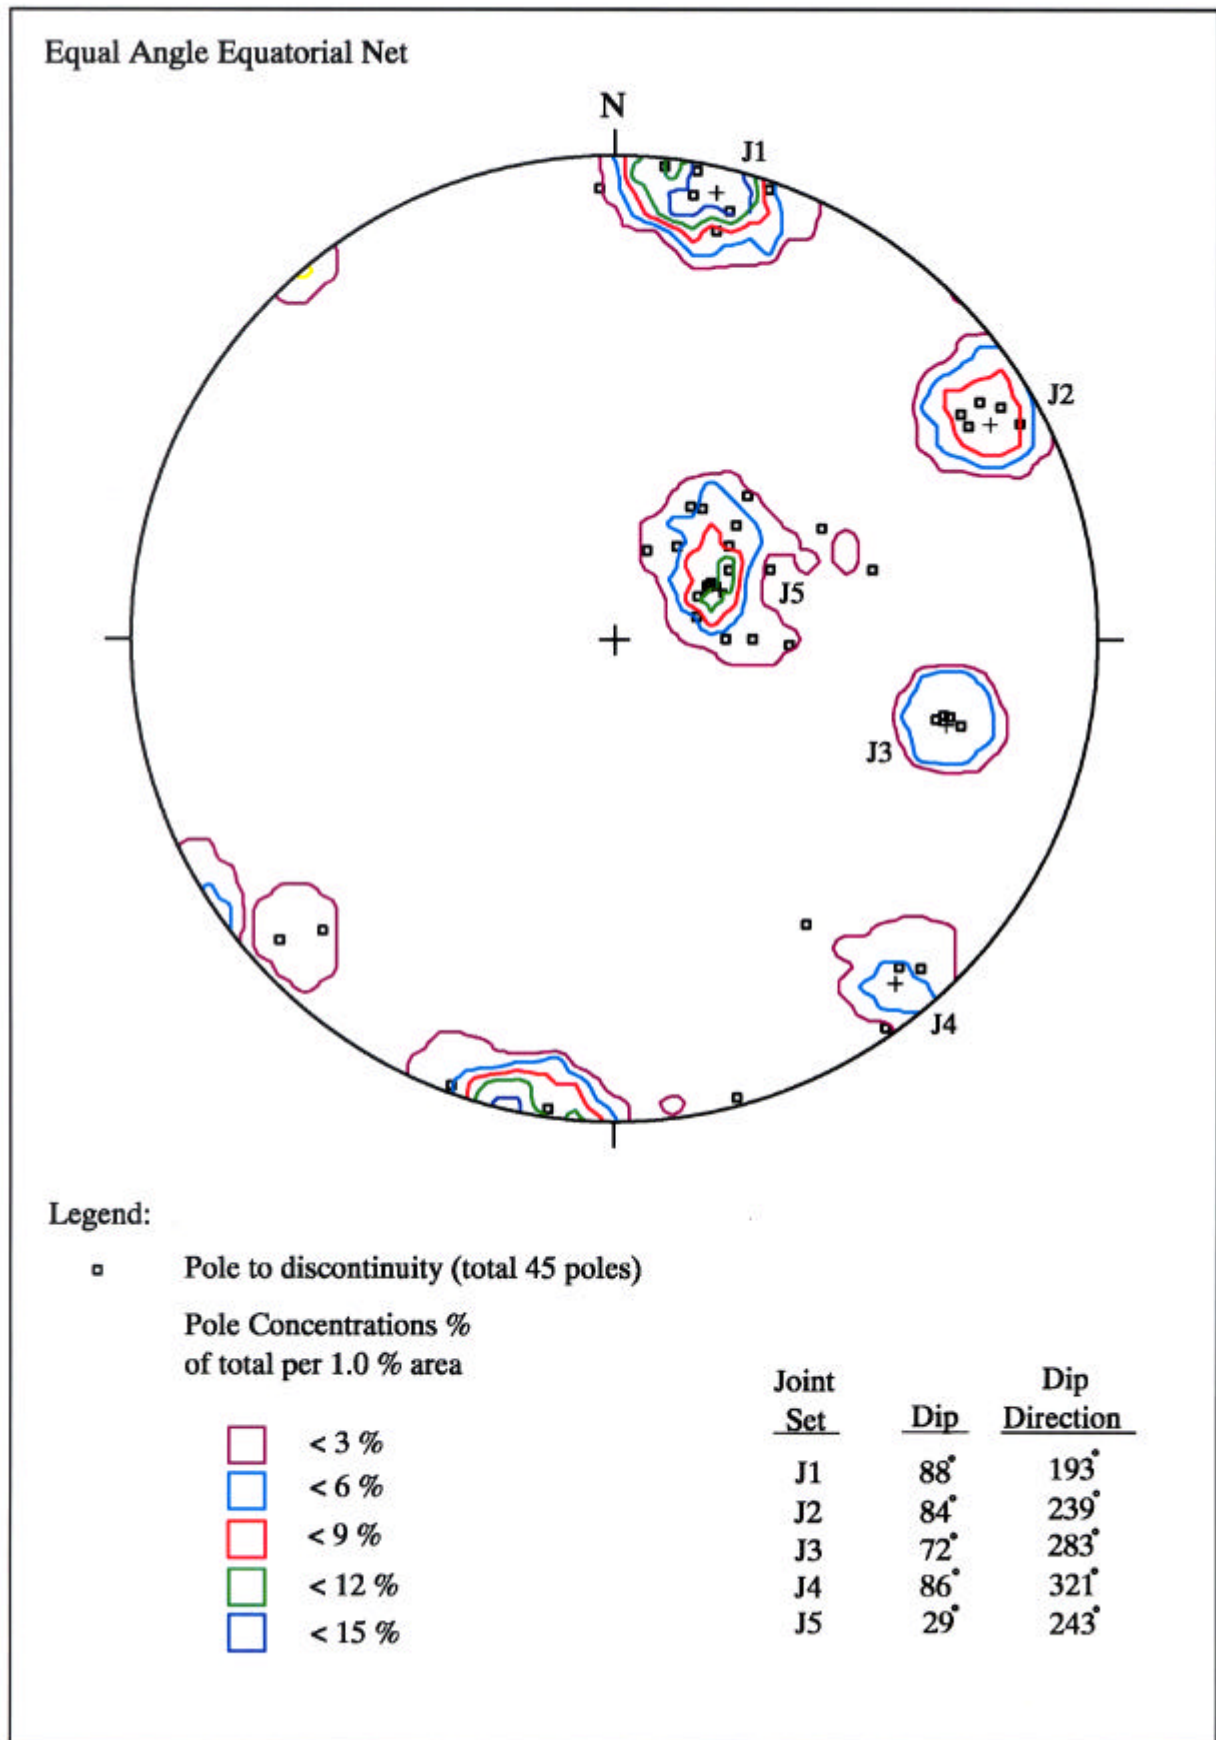 Equal Angle Equatorial Net
N
J1
J2
J5
J3
J4
Legend:
Pole to discontinuity (total 45 poles)
Pole Concentrations %
of total per 1.0 % area
< 3 %
< 6 %
< 9 %
< 12 %
< 15 %
Joint Dip
Set Dip Direction
J1 88° 193°
J2 84° 239°
J3 72° 283°
J4 86° 321°
J5 29° 243°